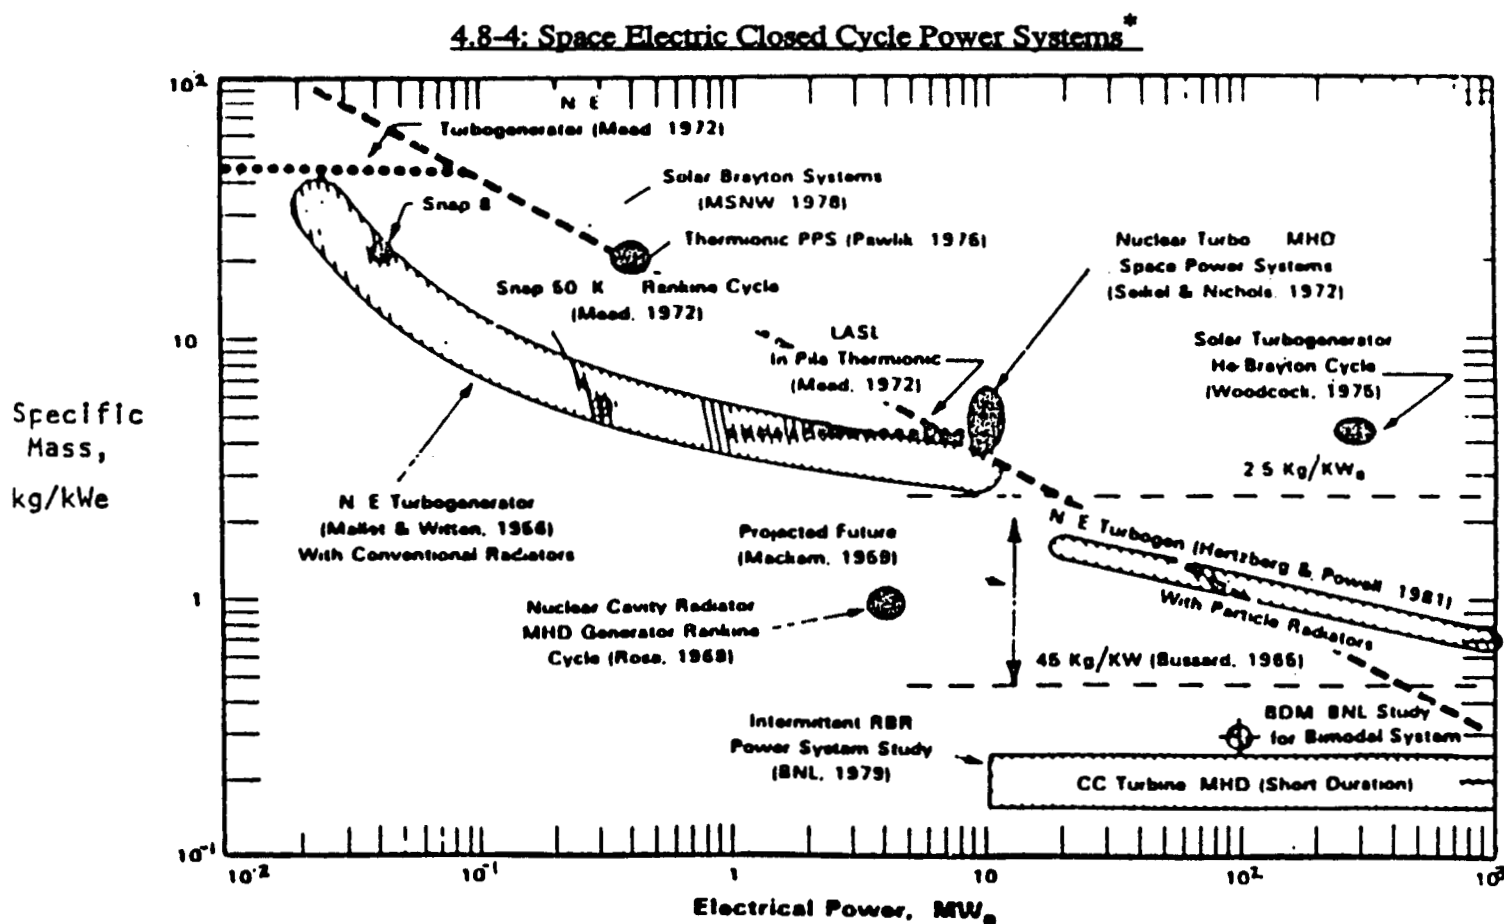 4.8-4: Space Electric Closed Cycle Power Systems*
10²
N E
Turbogenerator (Mead 1972)
Solar Brayton Systems
(MSNW 1978)
Snap 8
Thermionic PPS (Pawlik 1976)
Nuclear Turbo MHD
Space Power Systems
(Seikel & Nichols, 1972)
Snap 50 K Rankine Cycle
(Mead, 1972)
LASL
In Pile Thermionic
(Mead, 1972)
Solar Turbogenerator
He Brayton Cycle
(Woodcock, 1975)
10
Specific
Mass,
kg/kWe
2 5 Kg/KWe
N E Turbogenerator
(Mallet & Witten, 1966)
With Conventional Radiators
Projected Future
(Mackam, 1969)
N E Turbogen (Hertzberg & Powell 1981)
With Particle Radiators
1
Nuclear Cavity Radiator
MHD Generator Rankine
Cycle (Rosa, 1968)
45 Kg/KW (Bussard, 1965)
Intermittent RBR
Power System Study
(BNL, 1979)
BDM BNL Study
for Bimodal System
CC Turbine MHD (Short Duration)
10-1
10-2
10-1
1
10
10²
10³
Electrical Power, MWe